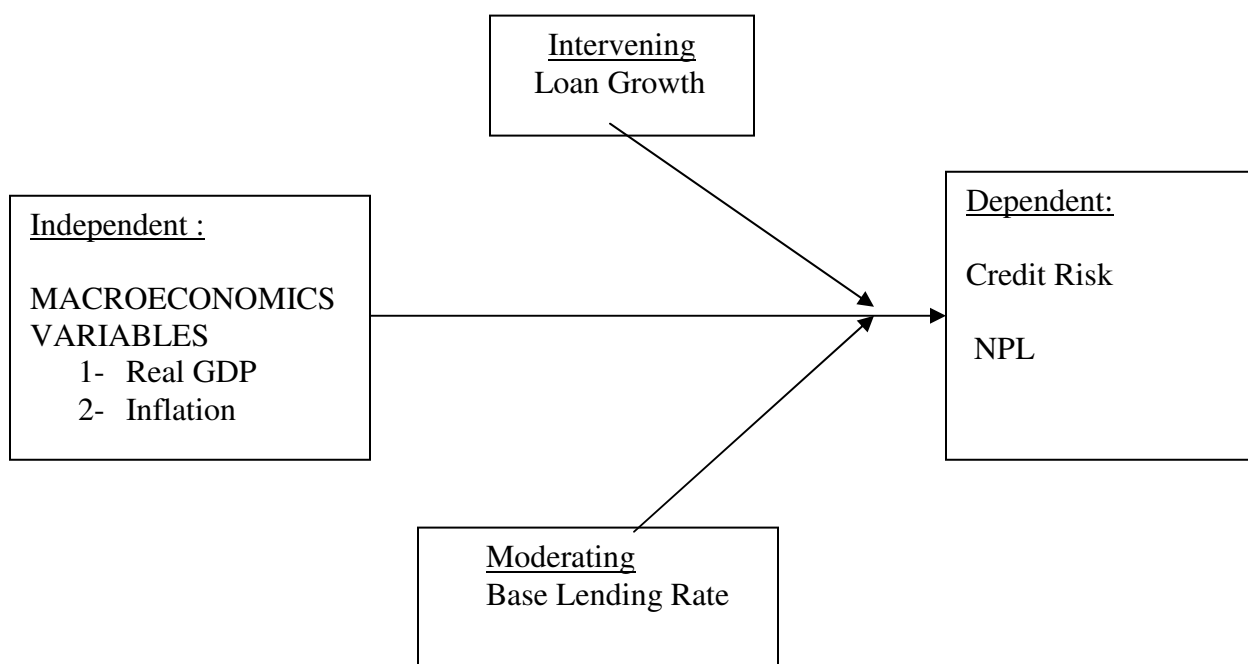 Intervening
Loan Growth
Independent :
MACROECONOMICS
VARIABLES
1- Real GDP
2- Inflation
Dependent:
Credit Risk
NPL
Moderating
Base Lending Rate